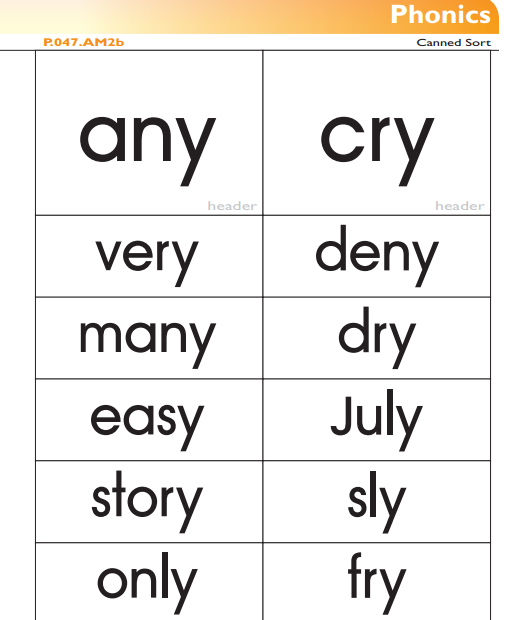 Phonics
P.047.AM2b Canned Sort
any cry
header header
very deny
many dry
easy July
story sly
only fry